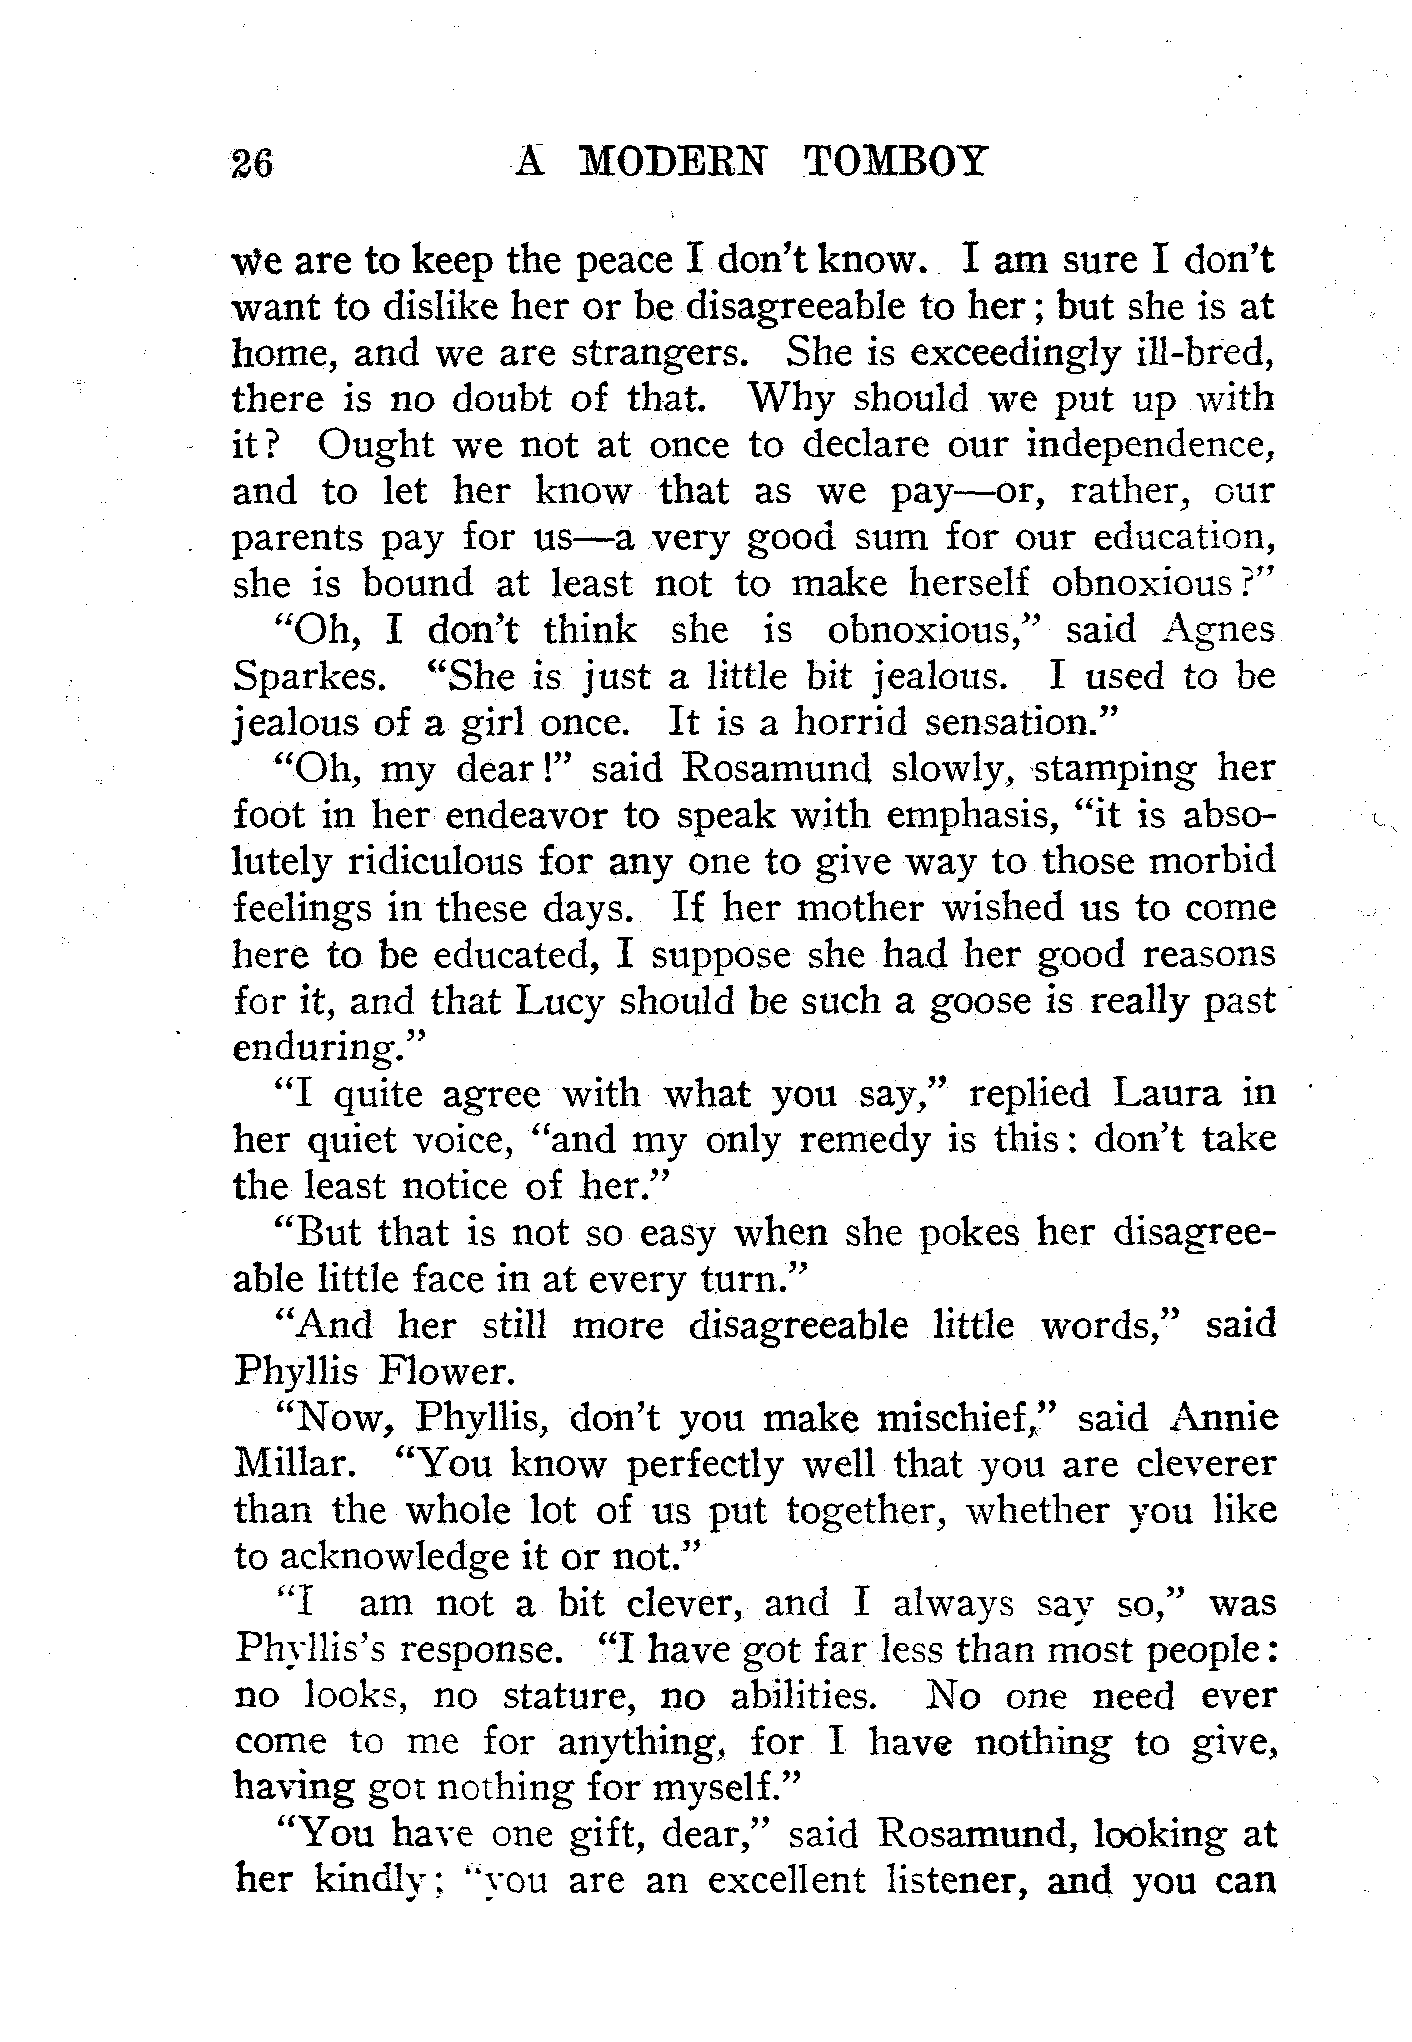 26 A MODERN TOMBOY
we are to keep the peace I don't know. I am sure I don't
want to dislike her or be disagreeable to her; but she is at
home, and we are strangers. She is exceedingly ill-bred,
there is no doubt of that. Why should we put up with
it? Ought we not at once to declare our independence,
and to let her know that as we pay—or, rather, our
parents pay for us—a very good sum for our education,
she is bound at least not to make herself obnoxious?"
"Oh, I don't think she is obnoxious," said Agnes
Sparkes. "She is just a little bit jealous. I used to be
jealous of a girl once. It is a horrid sensation."
"Oh, my dear!" said Rosamund slowly, stamping her
foot in her endeavor to speak with emphasis, "it is abso-
lutely ridiculous for any one to give way to those morbid
feelings in these days. If her mother wished us to come
here to be educated, I suppose she had her good reasons
for it, and that Lucy should be such a goose is really past
enduring."
"I quite agree with what you say," replied Laura in
her quiet voice, "and my only remedy is this: don't take
the least notice of her."
"But that is not so easy when she pokes her disagree-
able little face in at every turn."
"And her still more disagreeable little words," said
Phyllis Flower.
"Now, Phyllis, don't you make mischief," said Annie
Millar. "You know perfectly well that you are cleverer
than the whole lot of us put together, whether you like
to acknowledge it or not."
"I am not a bit clever, and I always say so," was
Phyllis's response. "I have got far less than most people:
no looks, no stature, no abilities. No one need ever
come to me for anything, for I have nothing to give,
having got nothing for myself."
"You have one gift, dear," said Rosamund, looking at
her kindly; "you are an excellent listener, and you can